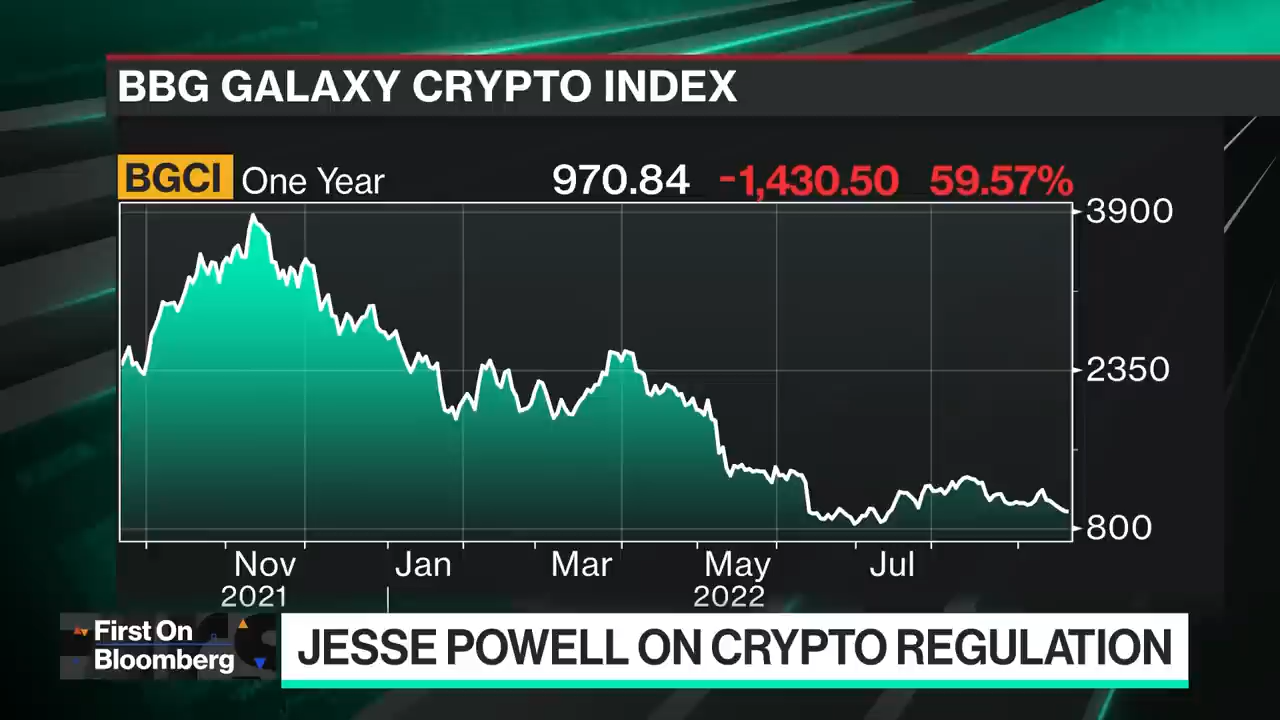 BBG GALAXY CRYPTO INDEX
BGCI One Year 970.84 -1,430.50 59.57%
3900
2350
800
Nov Jan Mar May Jul
2021 2022
First On
Bloomberg
JESSE POWELL ON CRYPTO REGULATION